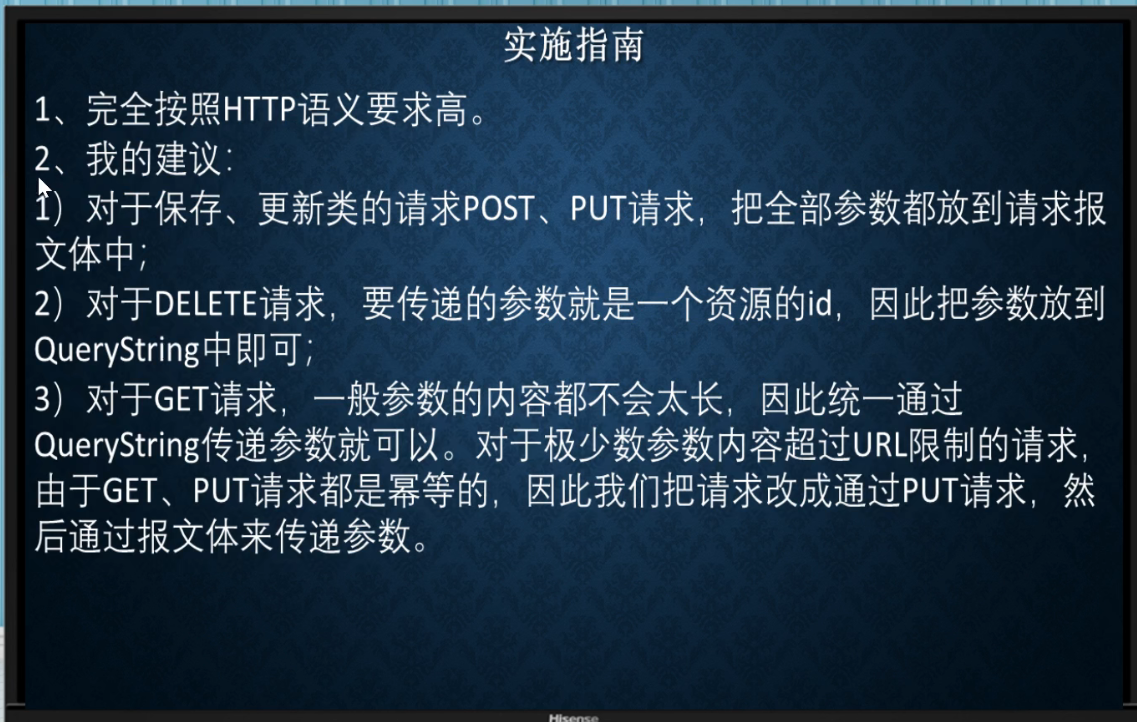 实施指南
1、完全按照HTTP语义要求高。
2、我的建议：
1）对于保存、更新类的请求POST、PUT请求，把全部参数都放到请求报
文体中；
2）对于DELETE请求，要传递的参数就是一个资源的id，因此把参数放到
QueryString中即可；
3）对于GET请求，一般参数的内容都不会太长，因此统一通过
QueryString传递参数就可以。对于极少数参数内容超过URL限制的请求，
由于GET、PUT请求都是幂等的，因此我们把请求改成通过PUT请求，然
后通过报文体来传递参数。
Hisense